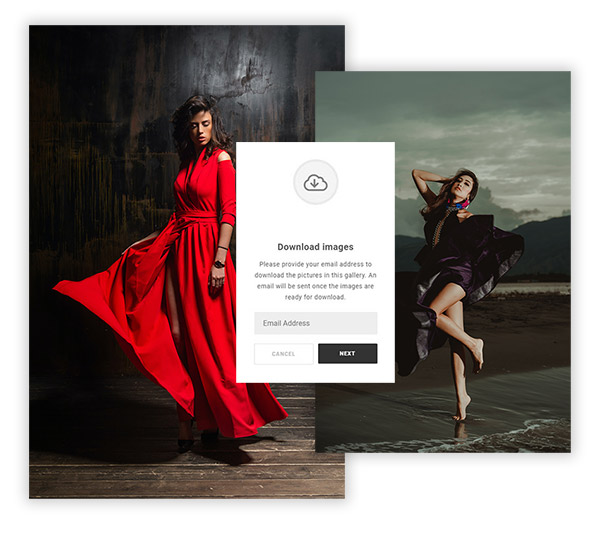 Download images
Please provide your email address to
download the pictures in this gallery. An
email will be sent once the images are
ready for download.
Email Address
CANCEL NEXT